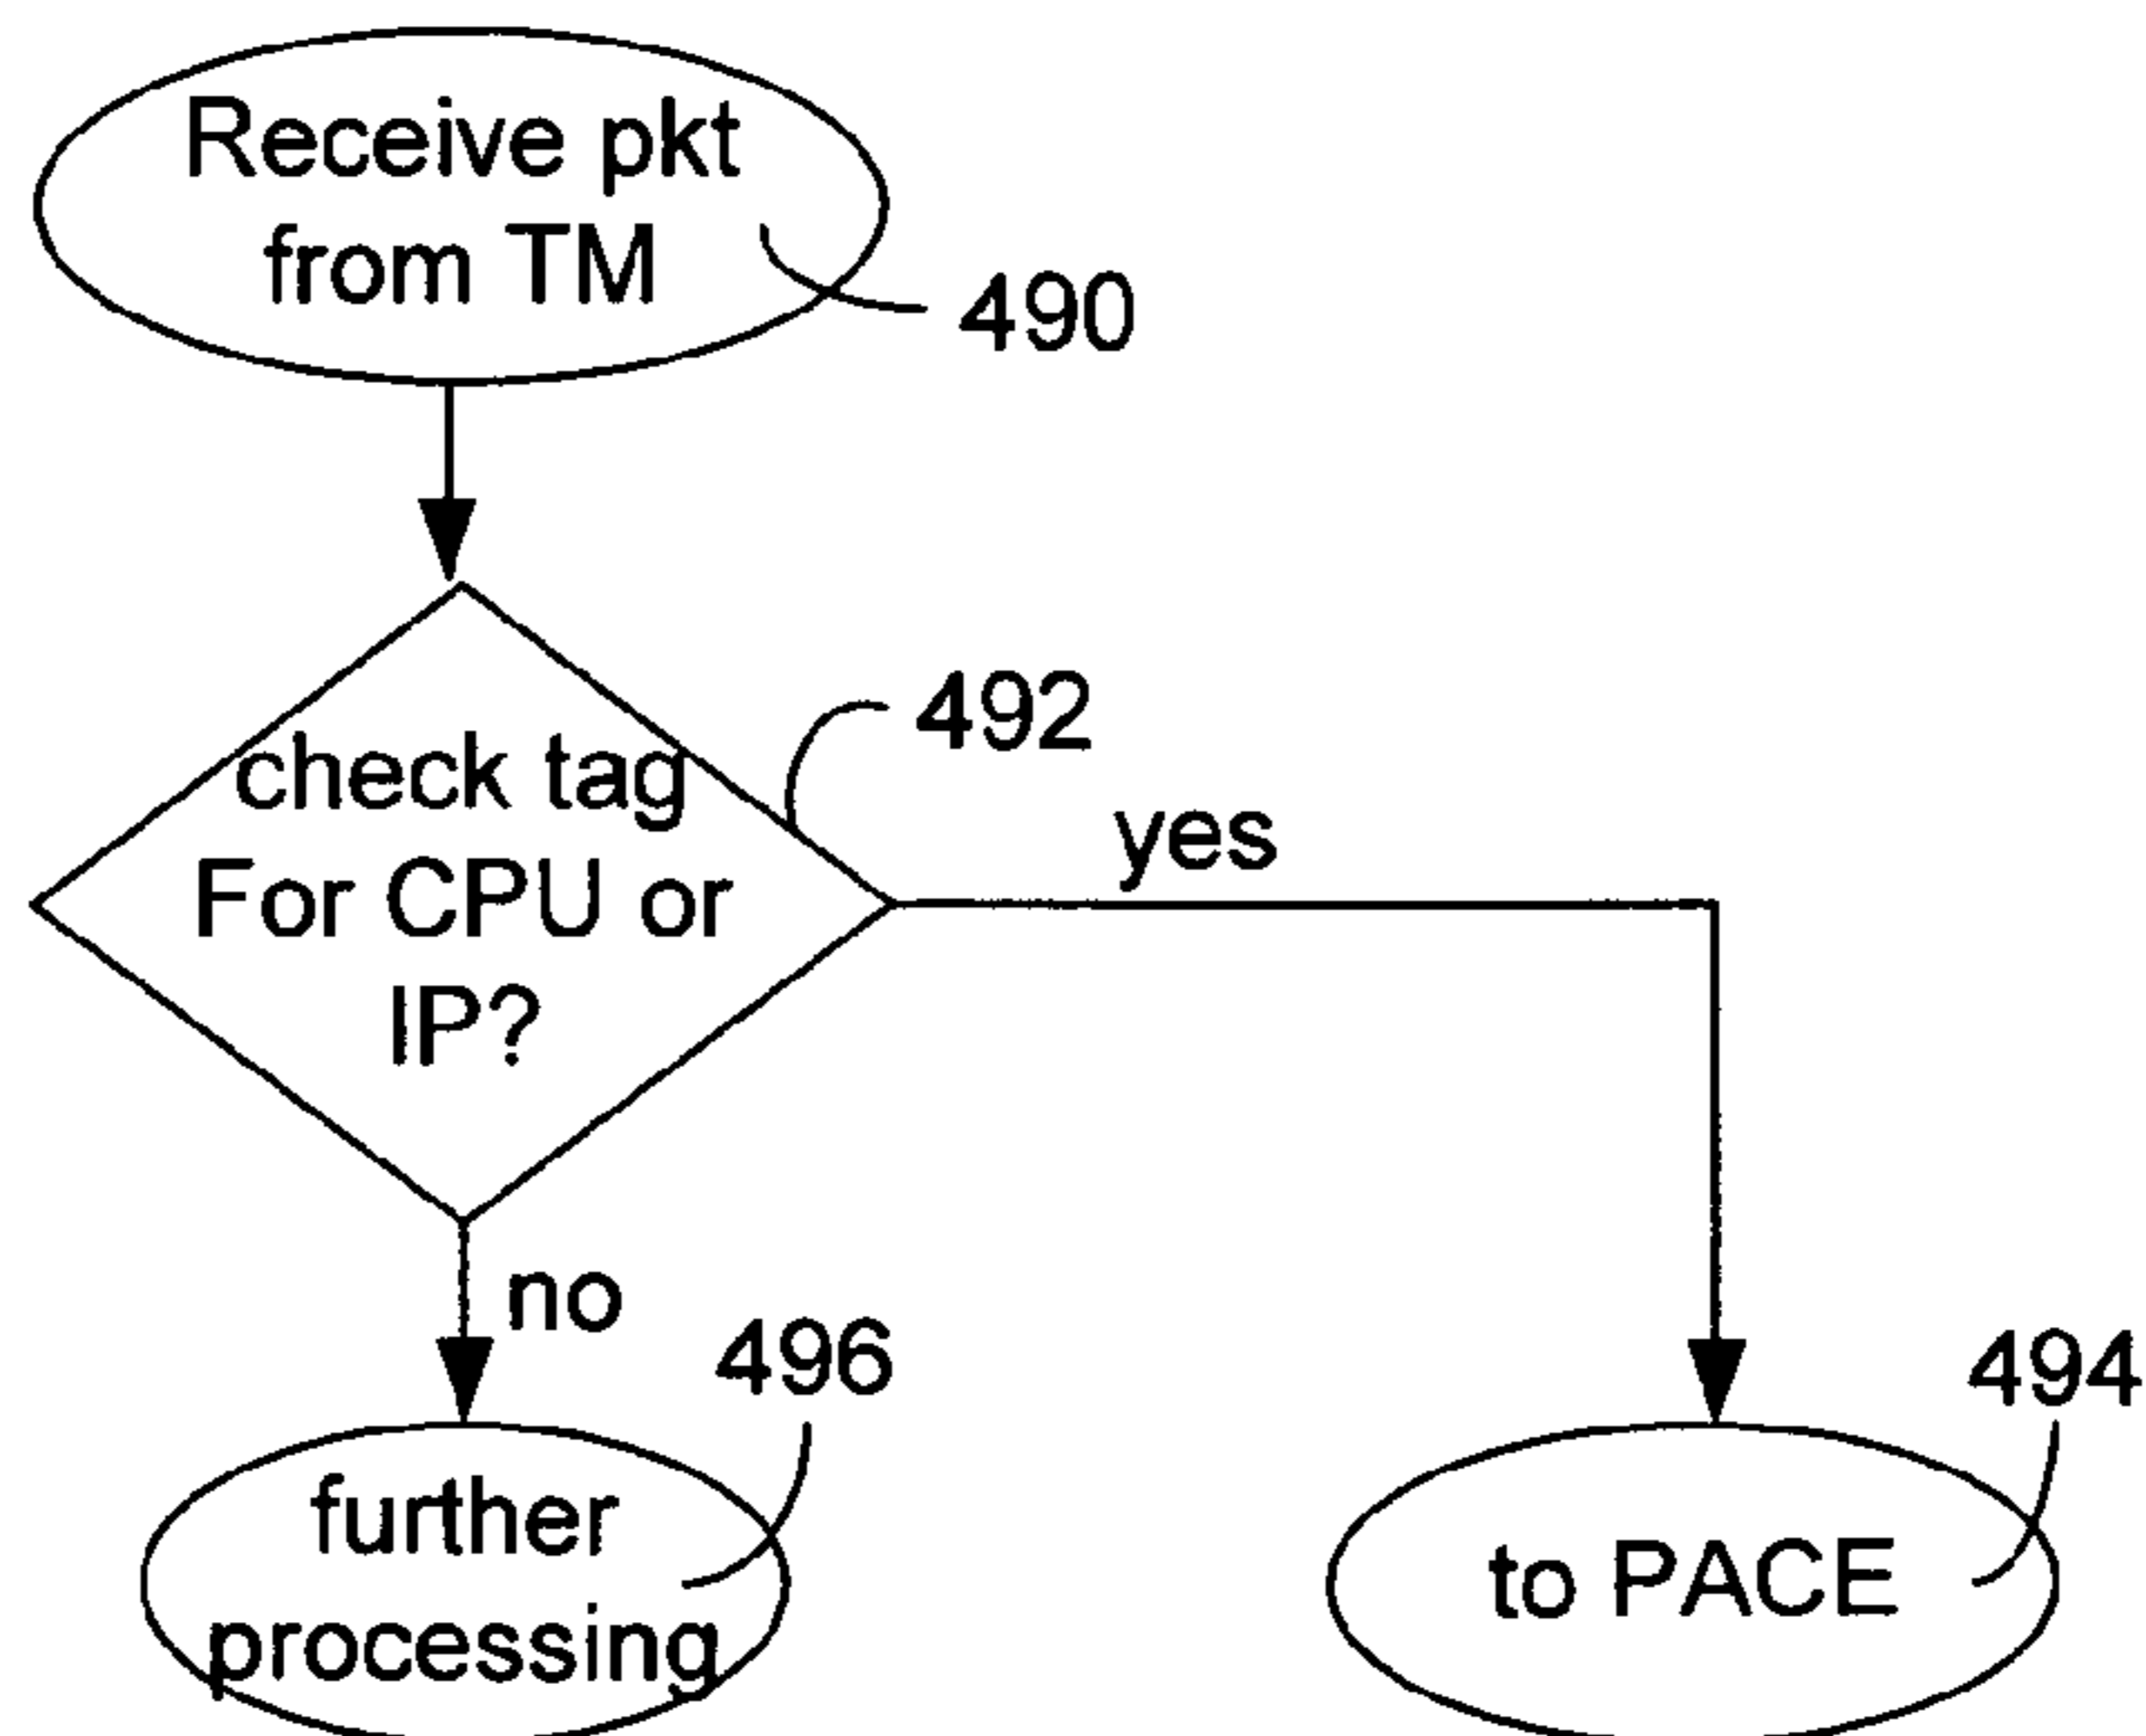 Receive pkt
from TM
490
492
check tag
For CPU or
IP?
yes
no
496
494
further
processing
to PACE